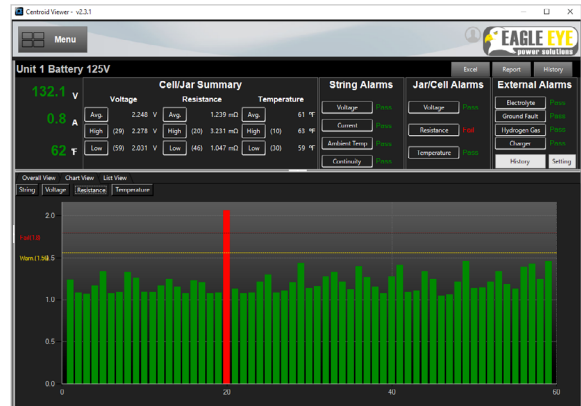 Centroid Viewer - v2.3.1
Menu
EAGLE EYE
power solutions
Unit 1 Battery 125V
Excel Report History
132.1 V
0.8 A
62 °F
Cell/Jar Summary
Voltage Resistance Temperature
Avg. 2.248 V Avg. 1.239 mΩ Avg. 61 °F
High (29) 2.278 V High (20) 3.231 mΩ High (10) 63 °F
Low (59) 2.031 V Low (46) 1.047 mΩ Low (30) 59 °F
String Alarms
Voltage Pass
Current Pass
Ambient Temp Pass
Continuity Pass
Jar/Cell Alarms
Voltage Pass
Resistance Fail
Temperature Pass
External Alarms
Electrolyte Pass
Ground Fault Pass
Hydrogen Gas Pass
Charger Pass
History Setting
Overall View Chart View List View
String Voltage Resistance Temperature
2.0
1.5
1.0
0.5
0.0
0 20 40 60